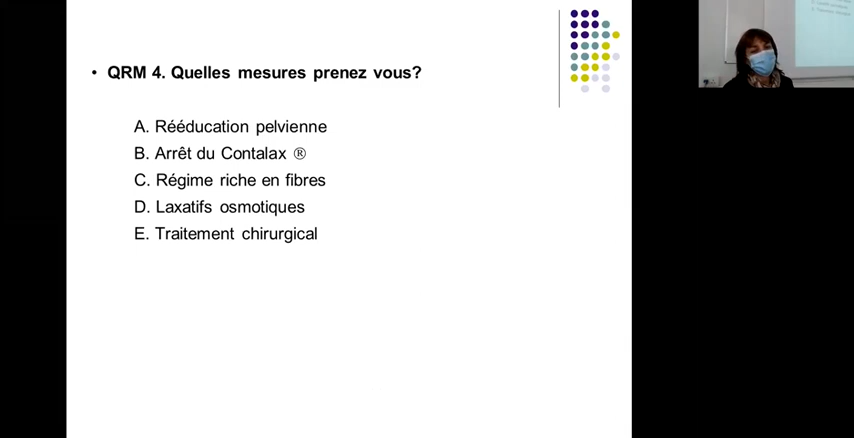 • QRM 4. Quelles mesures prenez vous?
A. Rééducation pelvienne
B. Arrêt du Contalax ®
C. Régime riche en fibres
D. Laxatifs osmotiques
E. Traitement chirurgical